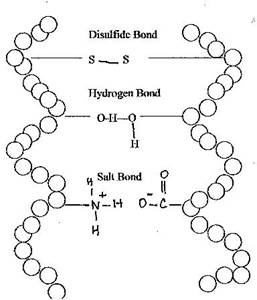 Disulfide Bond
S — S
Hydrogen Bond
O-H—O
H
Salt Bond
H O
+ -
N-H O-C
H